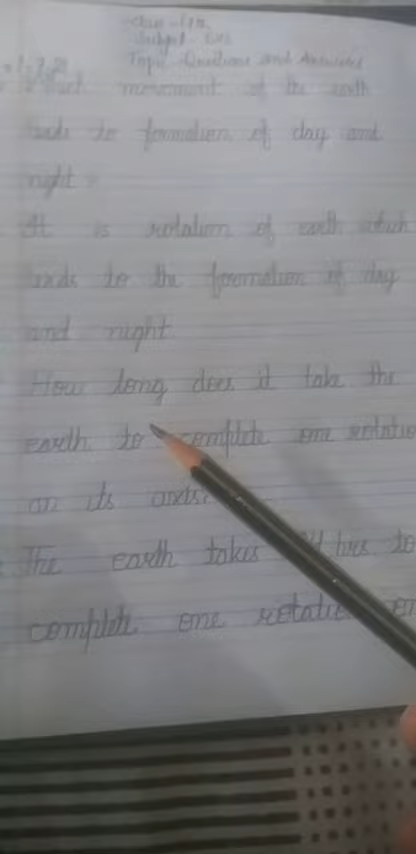 Topic Questions and Answers
which movement of the earth
leads to formation of day and
night ?
It is rotation of earth which
leads to the formation of day
and night
How long does it take the
earth to complete one rotation
on its axis.
The earth takes hrs to
complete one rotation on